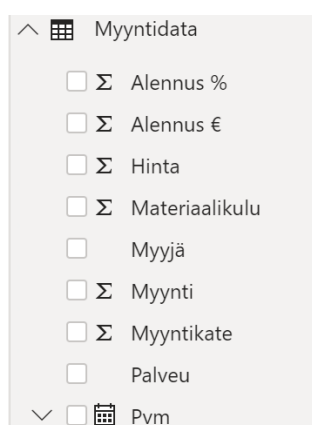 Myyntidata
Σ Alennus %
Σ Alennus €
Σ Hinta
Σ Materiaalikulu
Myyjä
Σ Myynti
Σ Myyntikate
Palveu
Pvm